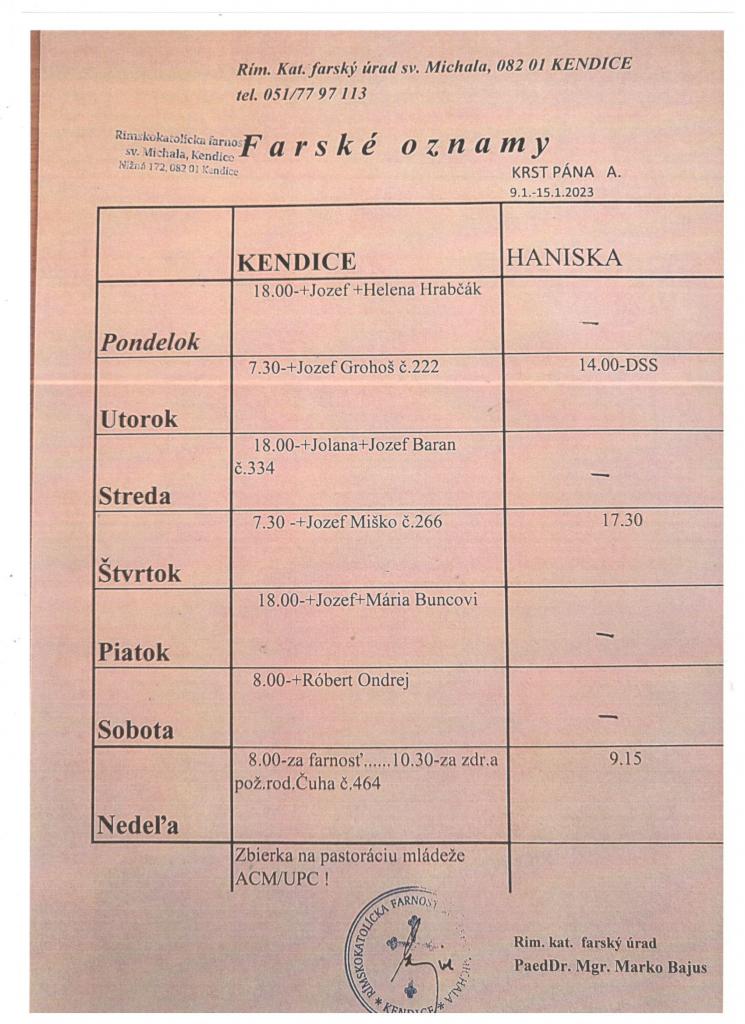 Rím. Kat. farský úrad sv. Michala, 082 01 KENDICE
tel. 051/77 97 113
Rímskokatolícka farnosť
sv. Michala, Kendice
Nižná 172, 082 01 Kendice
Farské oznamy
KRST PÁNA A.
9.1.-15.1.2023
KENDICE
HANISKA
18.00-+Jozef +Helena Hrabčák
Pondelok
—
7.30-+Jozef Grohoš č.222
14.00-DSS
Utorok
18.00-+Jolana+Jozef Baran
č.334
Streda
—
7.30 -+Jozef Miško č.266
17.30
Štvrtok
18.00-+Jozef+Mária Buncovi
Piatok
—
8.00-+Róbert Ondrej
Sobota
—
8.00-za farnosť......10.30-za zdr.a
pož.rod.Čuha č.464
9.15
Nedeľa
Zbierka na pastoráciu mládeže
ACM/UPC !
RÍMSKOKATOLÍCKA FARNOSŤ MICHALA * KENDICE *
Rím. kat. farský úrad
PaedDr. Mgr. Marko Bajus